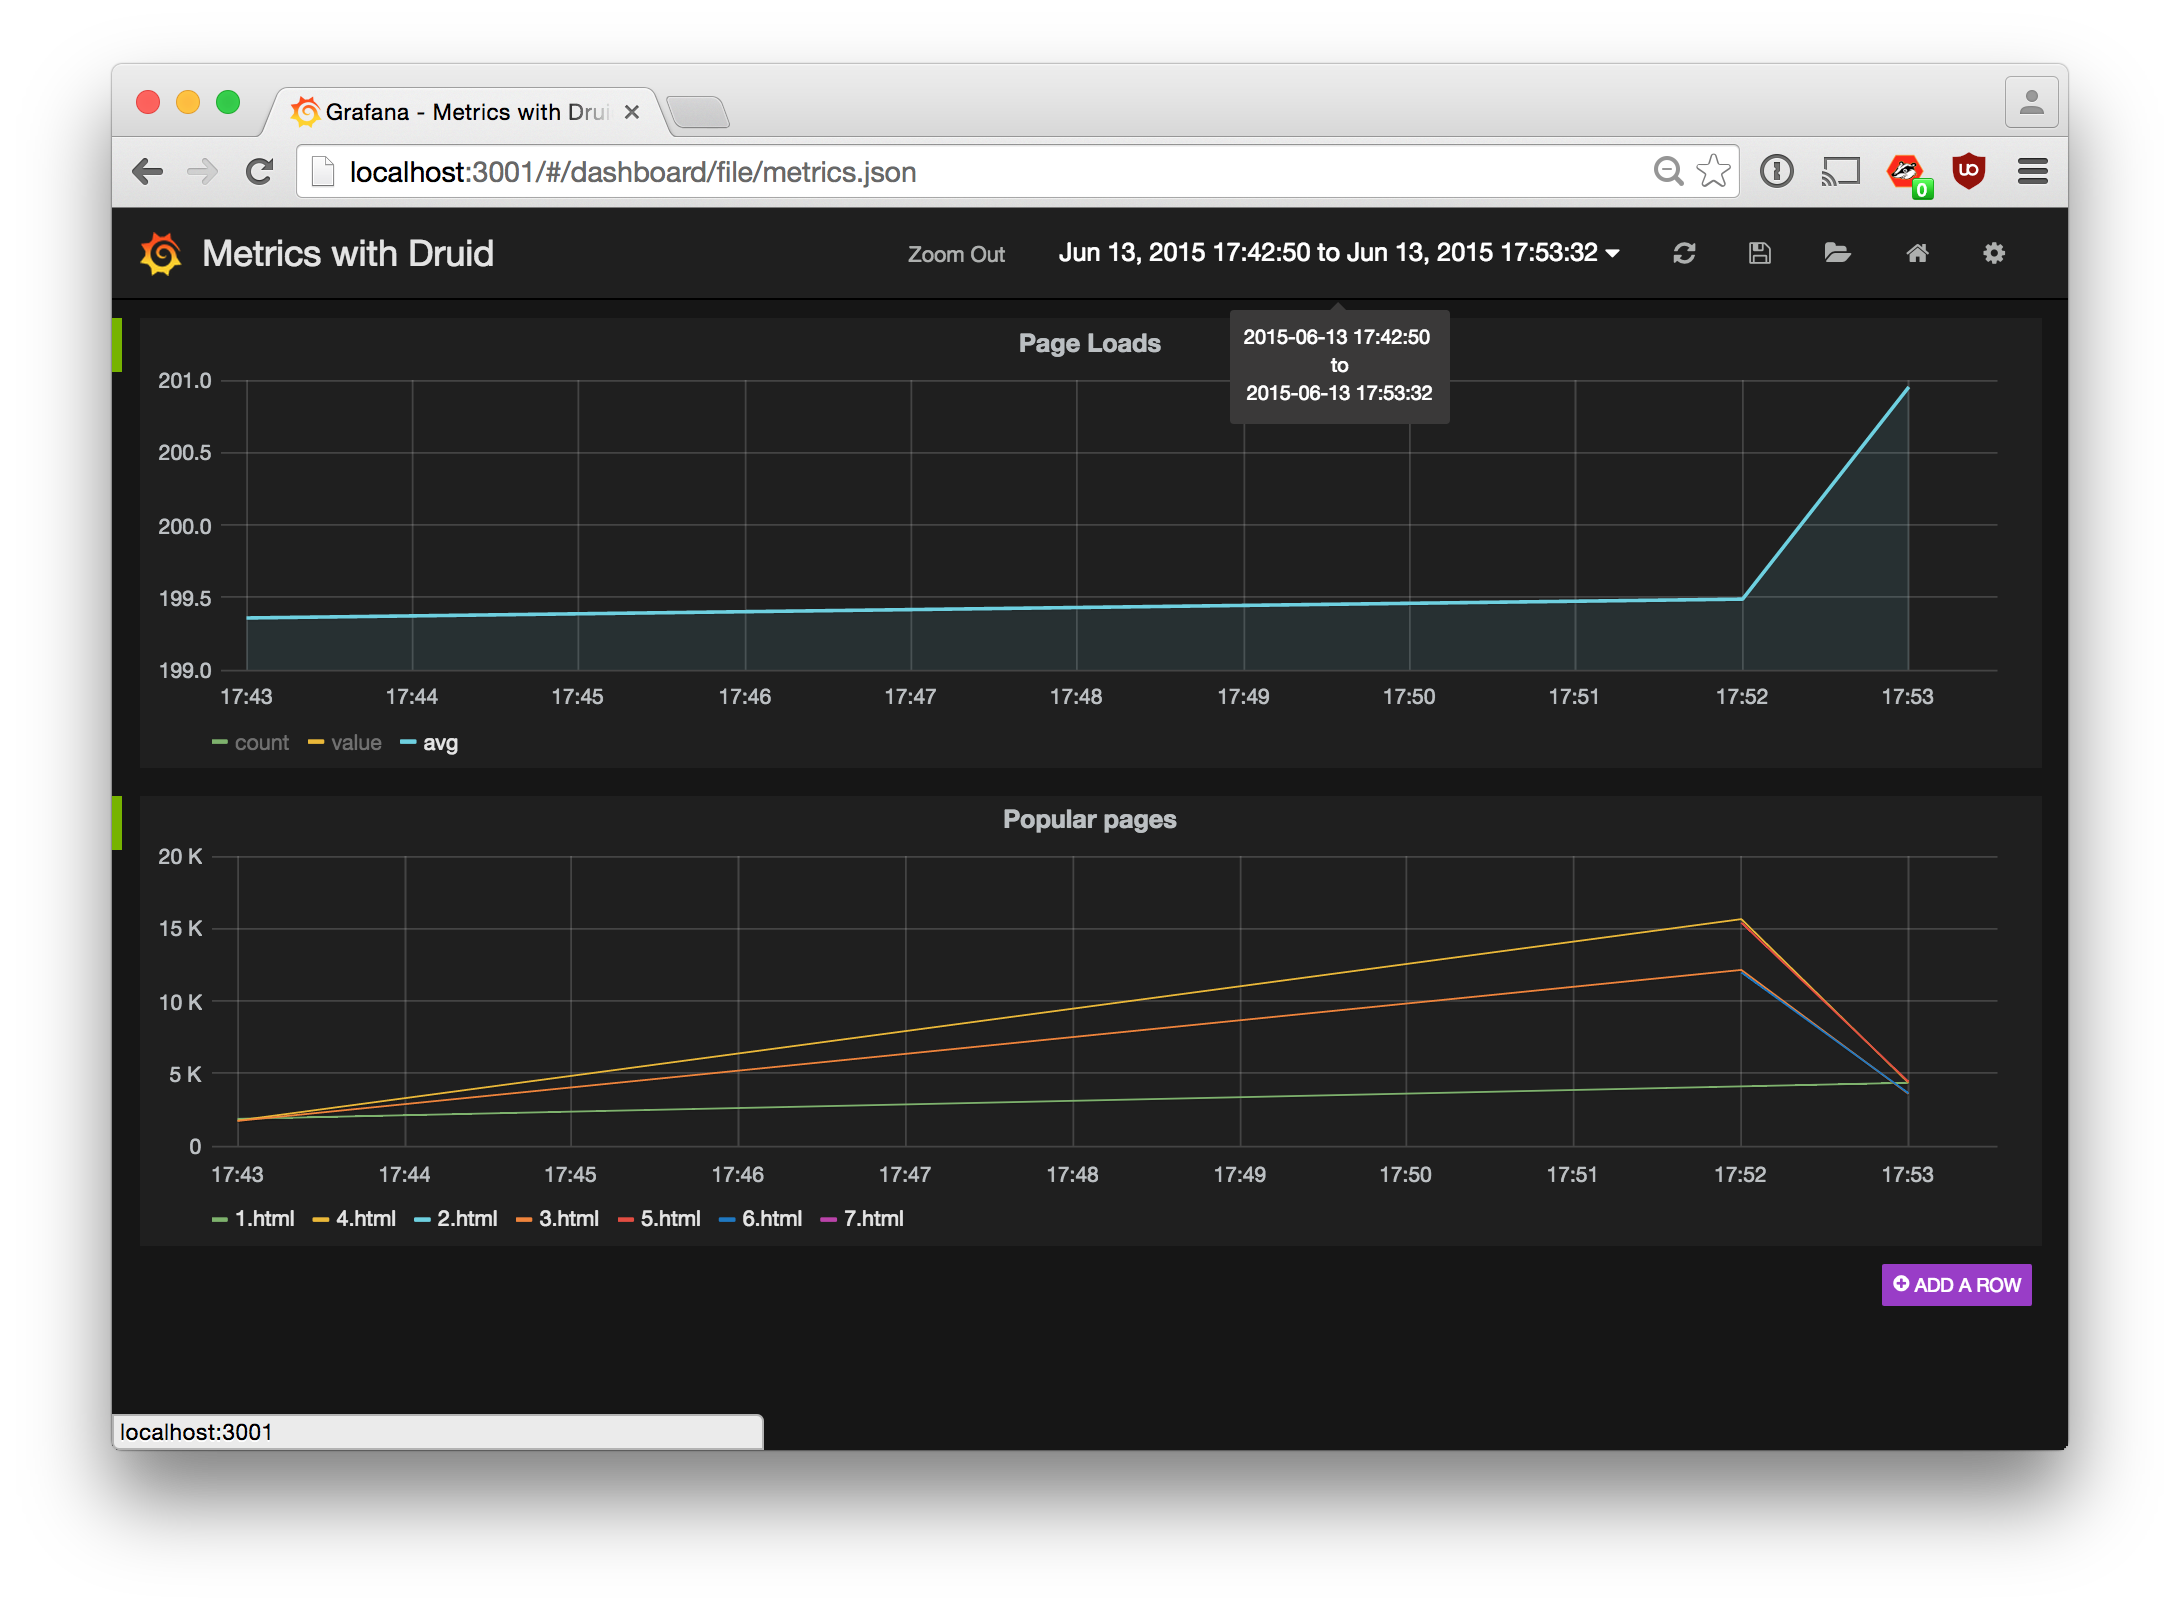 Grafana - Metrics with Dru
localhost:3001/#/dashboard/file/metrics.json
0
Metrics with Druid
Zoom Out
Jun 13, 2015 17:42:50 to Jun 13, 2015 17:53:32
2015-06-13 17:42:50
to
2015-06-13 17:53:32
Page Loads
201.0
200.5
200.0
199.5
199.0
17:43 17:44 17:45 17:46 17:47 17:48 17:49 17:50 17:51 17:52 17:53
count value avg
Popular pages
20 K
15 K
10 K
5 K
0
17:43 17:44 17:45 17:46 17:47 17:48 17:49 17:50 17:51 17:52 17:53
1.html 4.html 2.html 3.html 5.html 6.html 7.html
ADD A ROW
localhost:3001